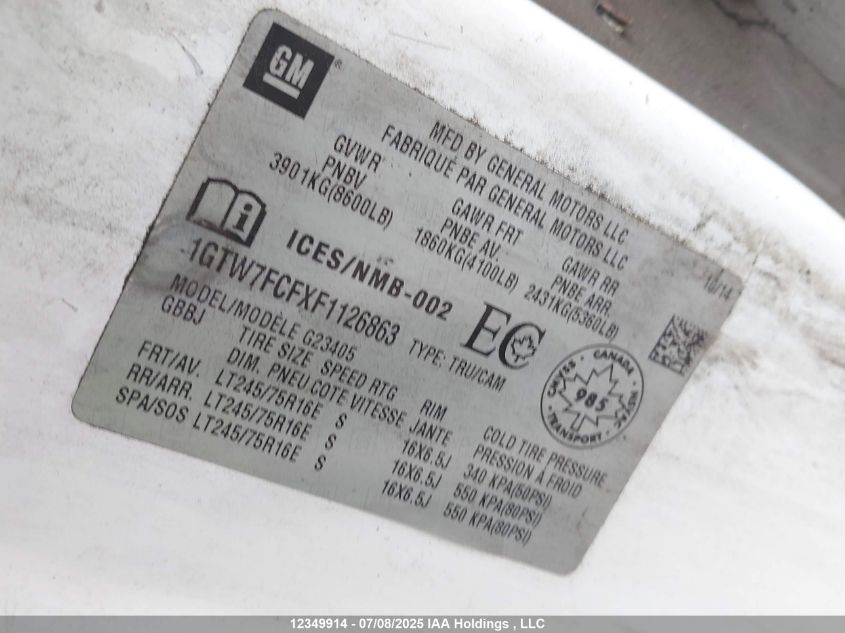 GM®
MFD BY GENERAL MOTORS LLC
FABRIQUÉ PAR GENERAL MOTORS LLC
10/14
GVWR GAWR FRT GAWR RR
PNBV PNBE AV. PNBE ARR.
3901KG(8600LB) 1860KG(4100LB) 2431KG(5360LB)
ICES/NMB-002
1GTW7FCFXF1126863 TYPE: TRU/CAM
EC
MODEL/MODÈLE G23405
GBBJ
CANADA
CMVSS · NSVAC
985
TRANSPORT
TIRE SIZE SPEED RTG RIM COLD TIRE PRESSURE
DIM. PNEU COTE VITESSE JANTE PRESSION À FROID
FRT/AV. LT245/75R16E S 16X6.5J 340 KPA(50PSI)
RR/ARR. LT245/75R16E S 16X6.5J 550 KPA(80PSI)
SPA/SOS LT245/75R16E S 16X6.5J 550 KPA(80PSI)
12349914 - 07/08/2025 IAA Holdings , LLC